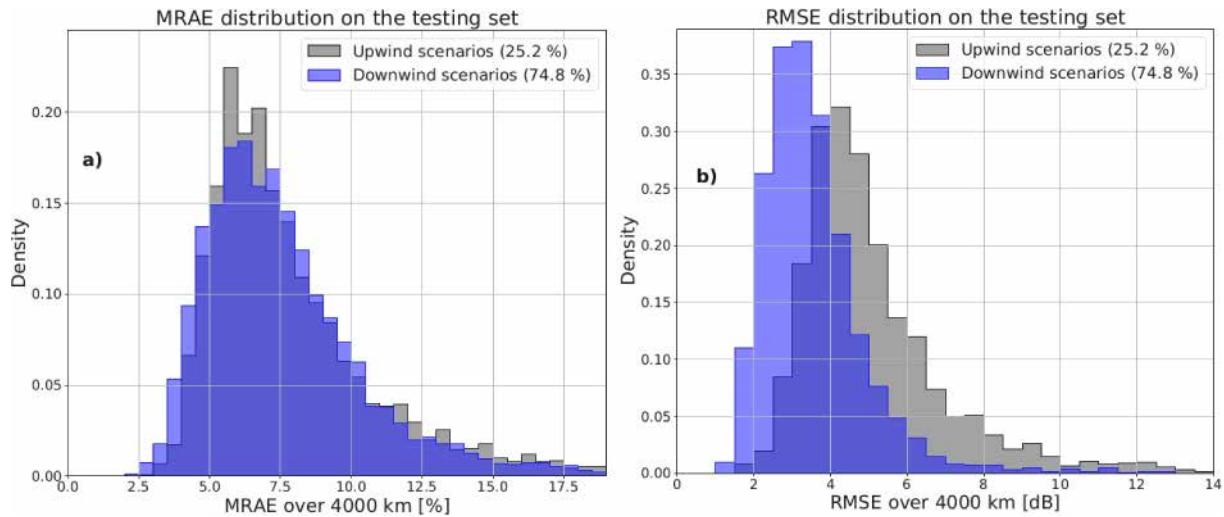 MRAE distribution on the testing set
Upwind scenarios (25.2 %)
Downwind scenarios (74.8 %)
a)
Density
0.20
0.15
0.10
0.05
0.00
0.0 2.5 5.0 7.5 10.0 12.5 15.0 17.5
MRAE over 4000 km [%]
RMSE distribution on the testing set
Upwind scenarios (25.2 %)
Downwind scenarios (74.8 %)
b)
Density
0.35
0.30
0.25
0.20
0.15
0.10
0.05
0.00
0 2 4 6 8 10 12 14
RMSE over 4000 km [dB]